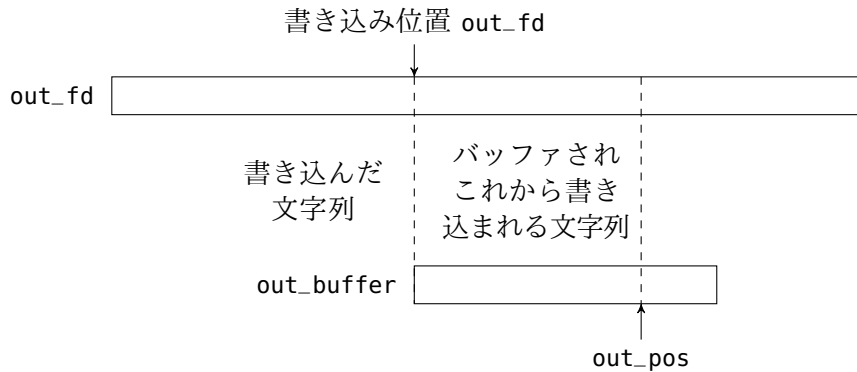 書き込み位置 out_fd
out_fd
書き込んだ
文字列
バッファされ
これから書き
込まれる文字列
out_buffer
out_pos